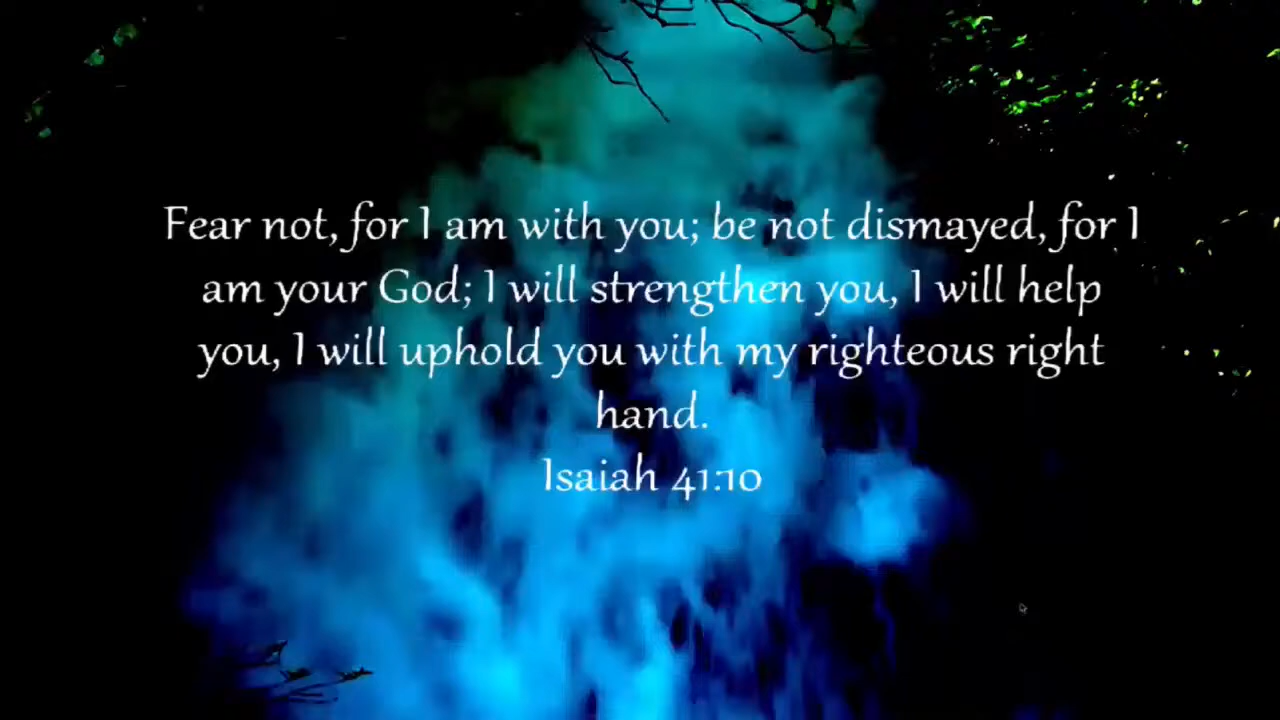 Fear not, for I am with you; be not dismayed, for I
am your God; I will strengthen you, I will help
you, I will uphold you with my righteous right
hand.
Isaiah 41:10